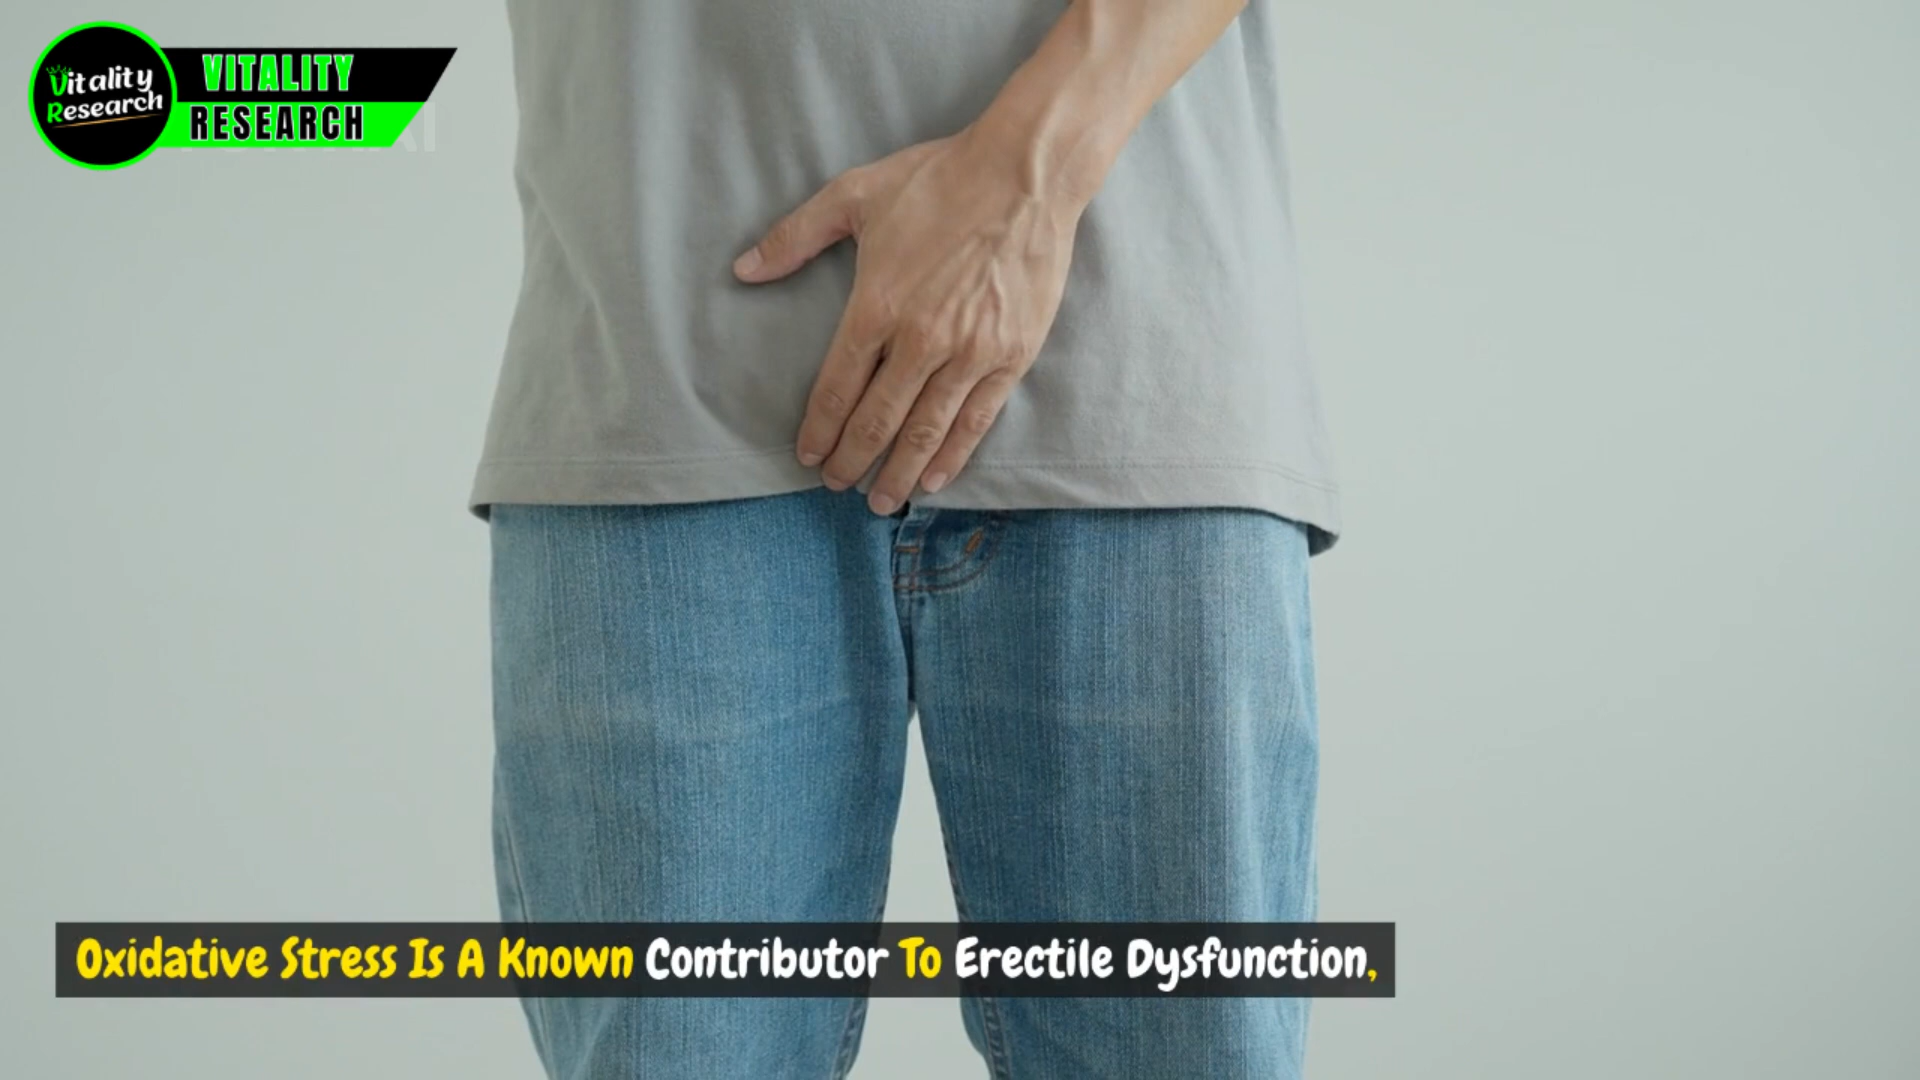 Vitality
Research
VITALITY
RESEARCH
Oxidative Stress Is A Known Contributor To Erectile Dysfunction,